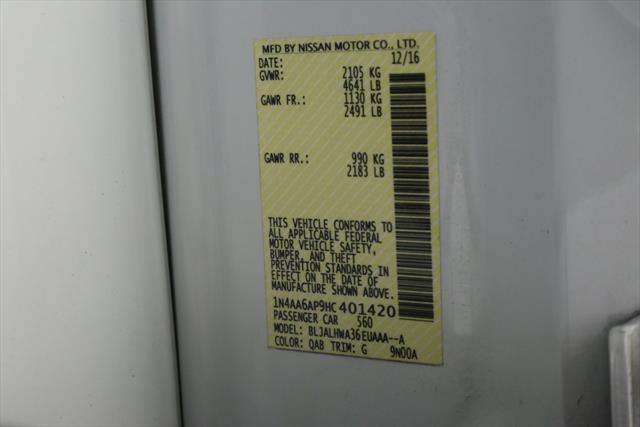 MFD BY NISSAN MOTOR CO., LTD.
DATE: 12/16
GVWR: 2105 KG
4641 LB
GAWR FR.: 1130 KG
2491 LB
GAWR RR.: 990 KG
2183 LB
THIS VEHICLE CONFORMS TO
ALL APPLICABLE FEDERAL
MOTOR VEHICLE SAFETY,
BUMPER, AND THEFT
PREVENTION STANDARDS IN
EFFECT ON THE DATE OF
MANUFACTURE SHOWN ABOVE.
1N4AA6AP9HC401420
PASSENGER CAR 560
MODEL: BLJALHWA36EUAAA--A
COLOR: QAB TRIM: G 9N00A